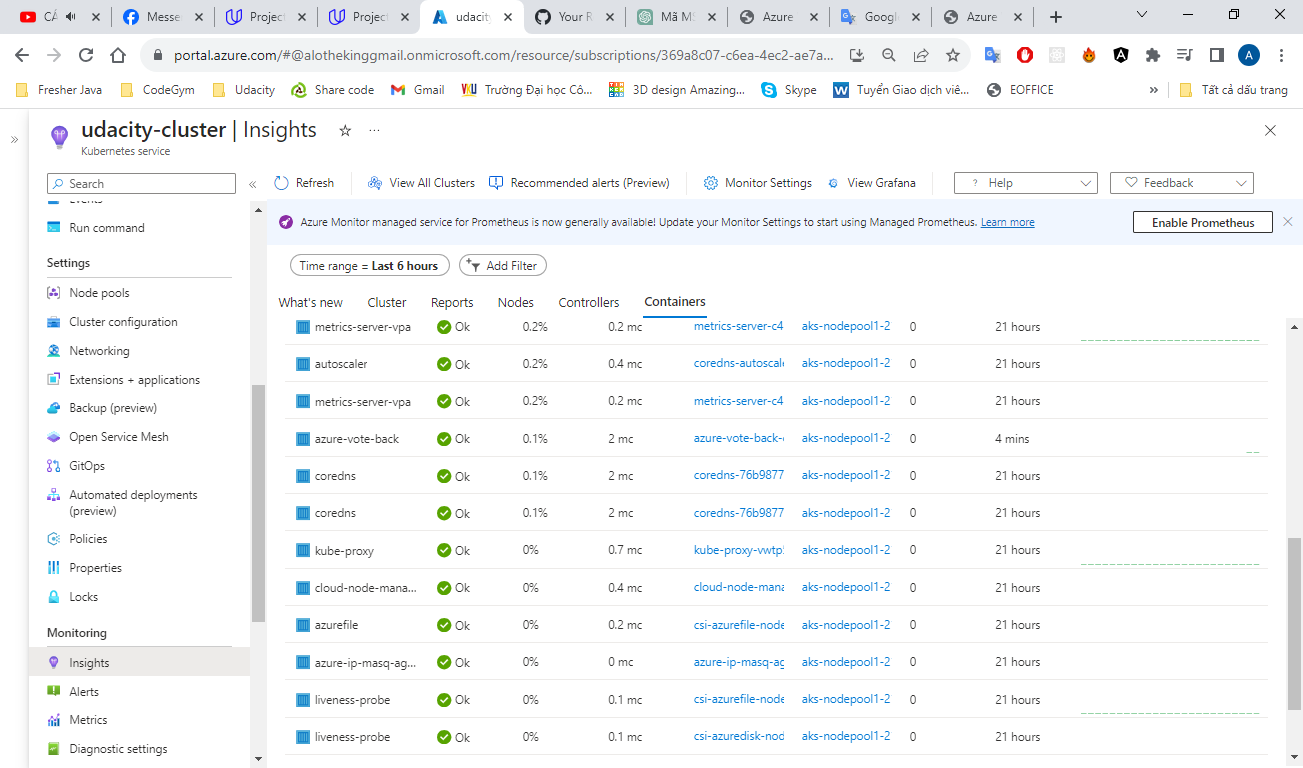 CÁ
Messe
Project
Project
udacity
Your R
Mã MS
Azure
Googl
Azure
portal.azure.com/#@alothekinggmail.onmicrosoft.com/resource/subscriptions/369a8c07-c6ea-4ec2-ae7a...
A
Fresher Java
CodeGym
Udacity
Share code
Gmail
Trường Đại học Cô...
3D design Amazing...
Skype
Tuyển Giao dịch viê...
EOFFICE
»
Tất cả dấu trang
udacity-cluster | Insights
Kubernetes service
Search
Refresh
View All Clusters
Recommended alerts (Preview)
Monitor Settings
View Grafana
? Help
Feedback
Events
Run command
Settings
Node pools
Cluster configuration
Networking
Extensions + applications
Backup (preview)
Open Service Mesh
GitOps
Automated deployments
(preview)
Policies
Properties
Locks
Monitoring
Insights
Alerts
Metrics
Diagnostic settings
Azure Monitor managed service for Prometheus is now generally available! Update your Monitor Settings to start using Managed Prometheus. Learn more
Enable Prometheus
Time range = Last 6 hours
Add Filter
What's new Cluster Reports Nodes Controllers Containers
metrics-server-vpa Ok 0.2% 0.2 mc metrics-server-c4 aks-nodepool1-2 0 21 hours
autoscaler Ok 0.2% 0.4 mc coredns-autoscale aks-nodepool1-2 0 21 hours
metrics-server-vpa Ok 0.2% 0.2 mc metrics-server-c4 aks-nodepool1-2 0 21 hours
azure-vote-back Ok 0.1% 2 mc azure-vote-back- aks-nodepool1-2 0 4 mins
coredns Ok 0.1% 2 mc coredns-76b9877 aks-nodepool1-2 0 21 hours
coredns Ok 0.1% 2 mc coredns-76b9877 aks-nodepool1-2 0 21 hours
kube-proxy Ok 0% 0.7 mc kube-proxy-vwtp aks-nodepool1-2 0 21 hours
cloud-node-mana... Ok 0% 0.4 mc cloud-node-mana aks-nodepool1-2 0 21 hours
azurefile Ok 0% 0.2 mc csi-azurefile-node aks-nodepool1-2 0 21 hours
azure-ip-masq-ag... Ok 0% 0 mc azure-ip-masq-ag aks-nodepool1-2 0 21 hours
liveness-probe Ok 0% 0.1 mc csi-azurefile-node aks-nodepool1-2 0 21 hours
liveness-probe Ok 0% 0.1 mc csi-azuredisk-nod aks-nodepool1-2 0 21 hours